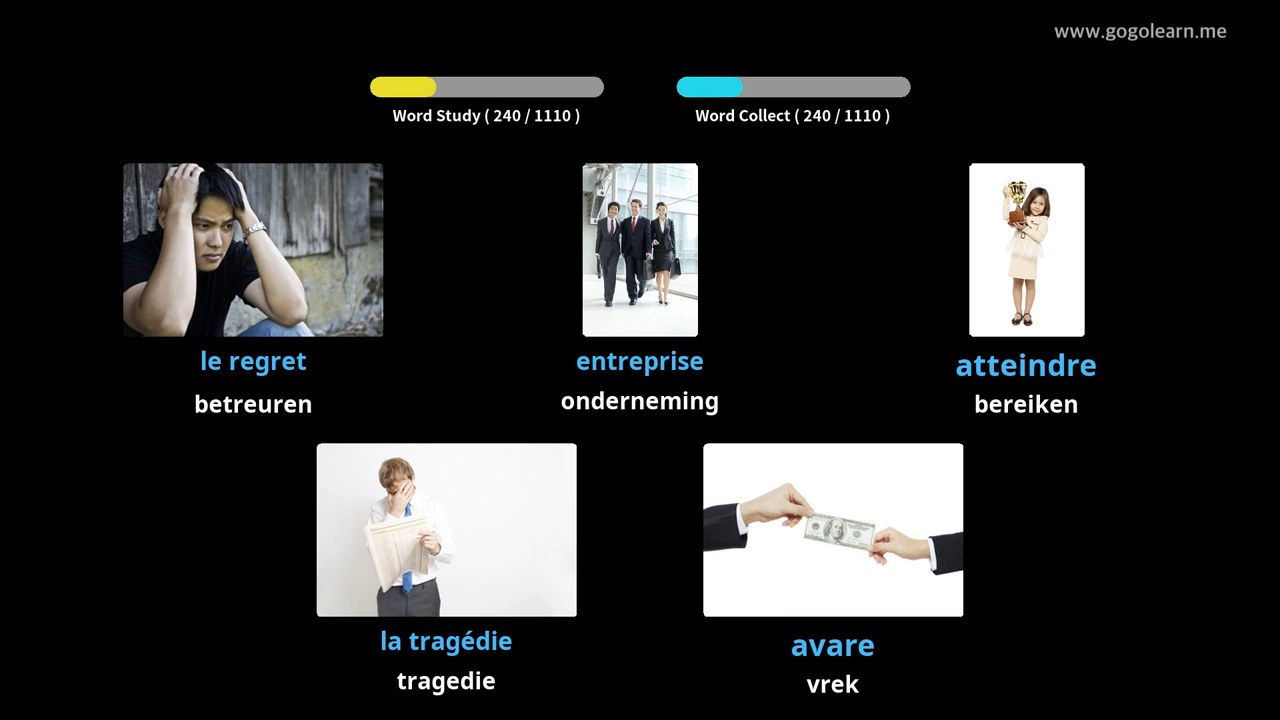 www.gogolearn.me
Word Study ( 240 / 1110 )
Word Collect ( 240 / 1110 )
le regret
betreuren
entreprise
onderneming
atteindre
bereiken
la tragédie
tragedie
avare
vrek